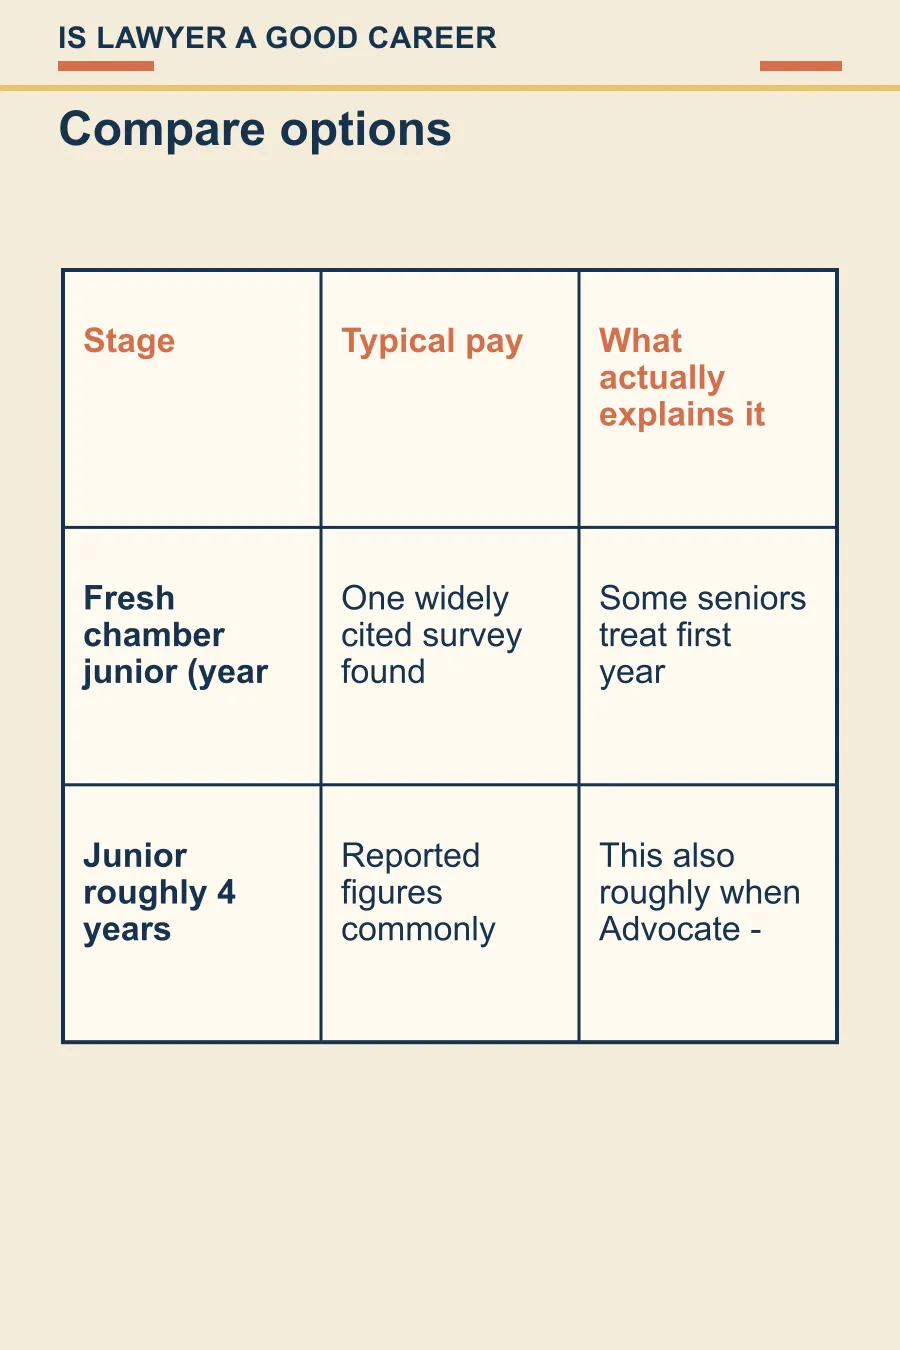 IS LAWYER A GOOD CAREER
Compare options
Stage
Typical pay
What
actually
explains it
Fresh
chamber
junior (year
One widely
cited survey
found
Some seniors
treat first
year
Junior
roughly 4
years
Reported
figures
commonly
This also
roughly when
Advocate -